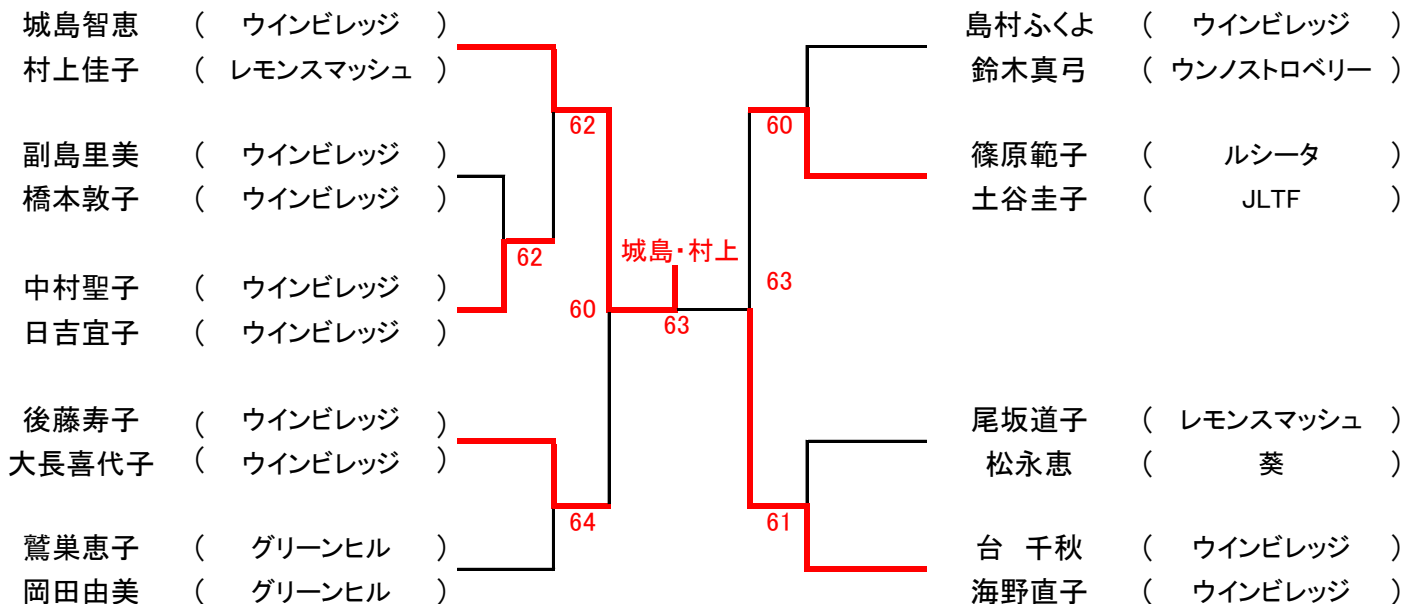 城島智恵 ( ウインビレッジ )
村上佳子 ( レモンスマッシュ )
62
副島里美 ( ウインビレッジ )
橋本敦子 ( ウインビレッジ )
62
中村聖子 ( ウインビレッジ )
日吉宜子 ( ウインビレッジ )
60
後藤寿子 ( ウインビレッジ )
大長喜代子 ( ウインビレッジ )
64
鷲巣恵子 ( グリーンヒル )
岡田由美 ( グリーンヒル )
城島・村上
63
島村ふくよ ( ウインビレッジ )
鈴木真弓 ( ウンノストロベリー )
60
篠原範子 ( ルシータ )
土谷圭子 ( JLTF )
63
尾坂道子 ( レモンスマッシュ )
松永恵 ( 葵 )
61
台 千秋 ( ウインビレッジ )
海野直子 ( ウインビレッジ )